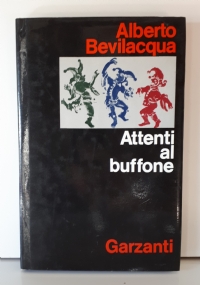 Alberto
Bevilacqua
Attenti
al
buffone
Garzanti